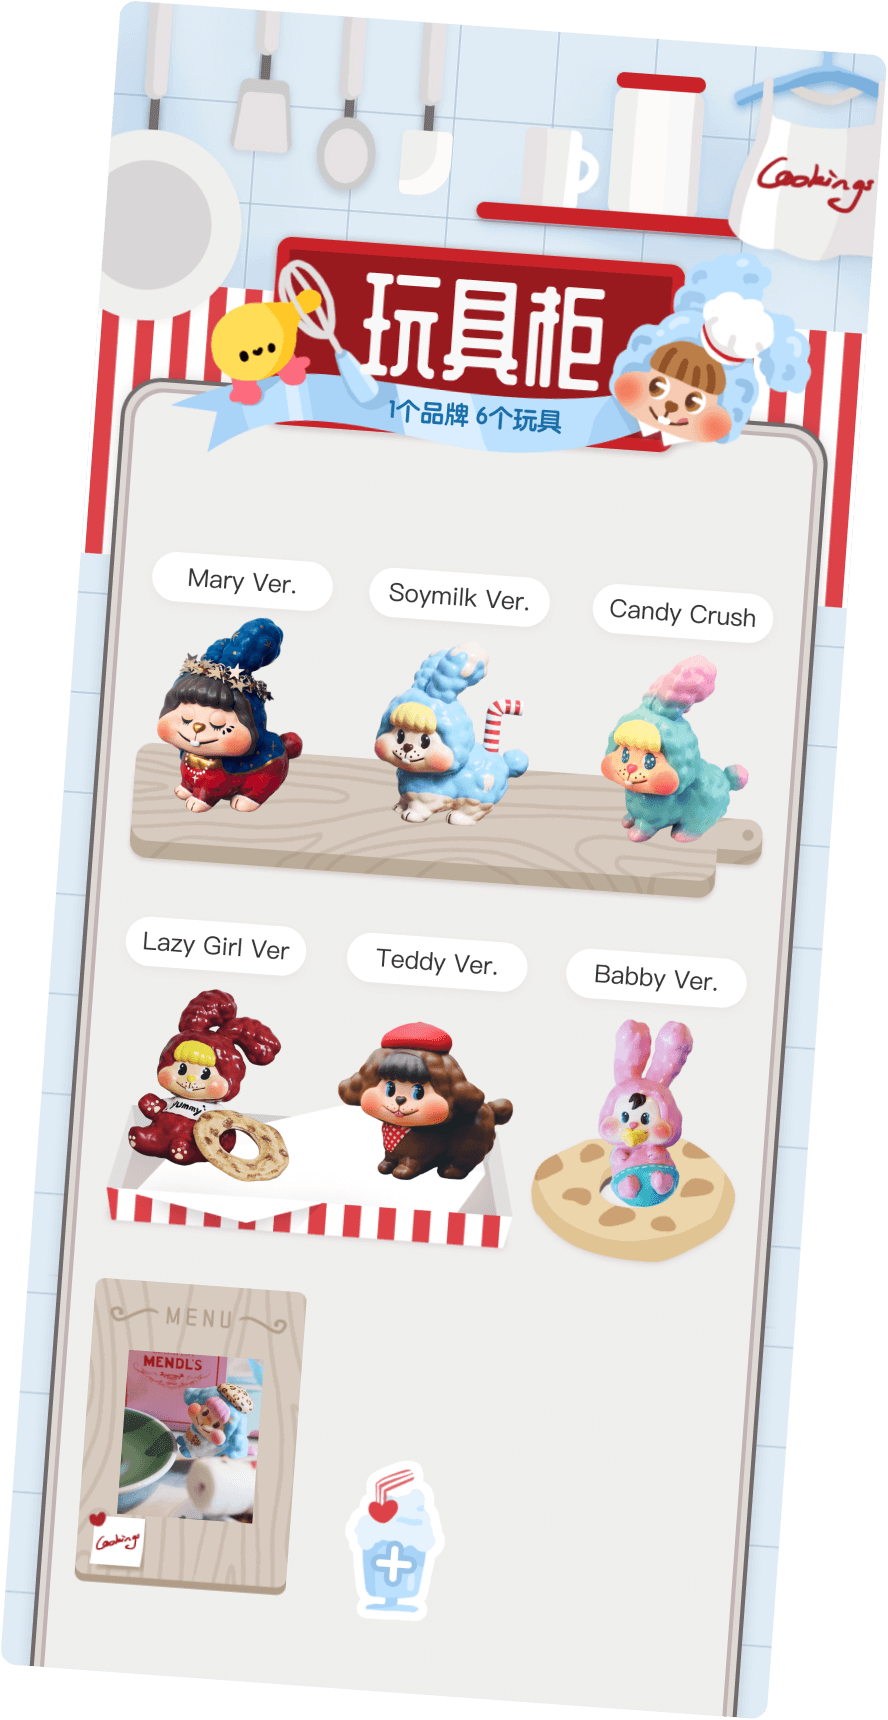 Cookings
玩具柜
1个品牌 6个玩具
Mary Ver.
Soymilk Ver.
Candy Crush
Lazy Girl Ver
Teddy Ver.
Babby Ver.
yummy
MENU
MENDL'S
Cookings